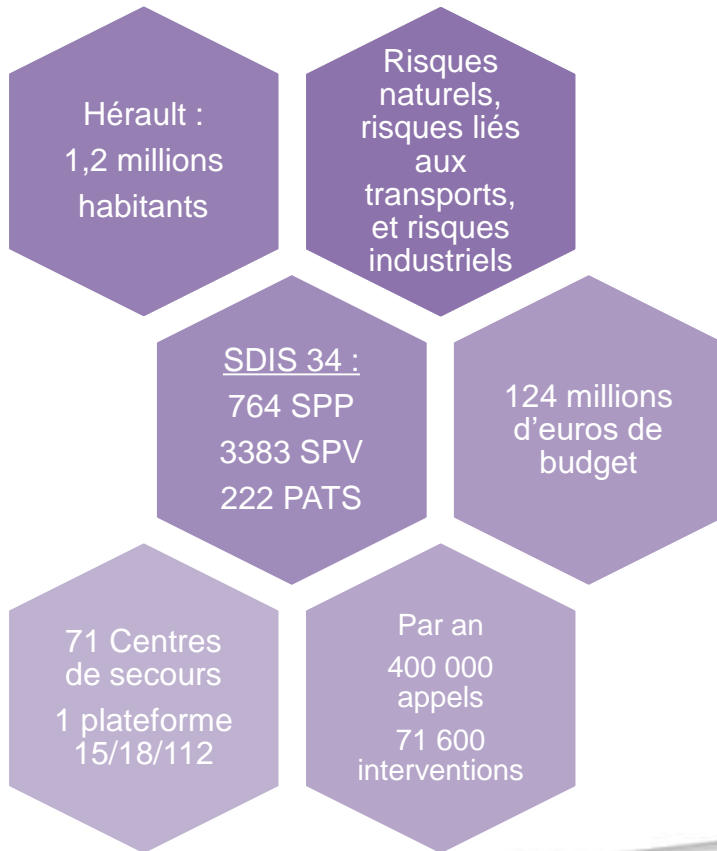 Hérault :
1,2 millions
habitants
Risques
naturels,
risques liés
aux
transports,
et risques
industriels
SDIS 34 :
764 SPP
3383 SPV
222 PATS
124 millions
d'euros de
budget
71 Centres
de secours
1 plateforme
15/18/112
Par an
400 000
appels
71 600
interventions